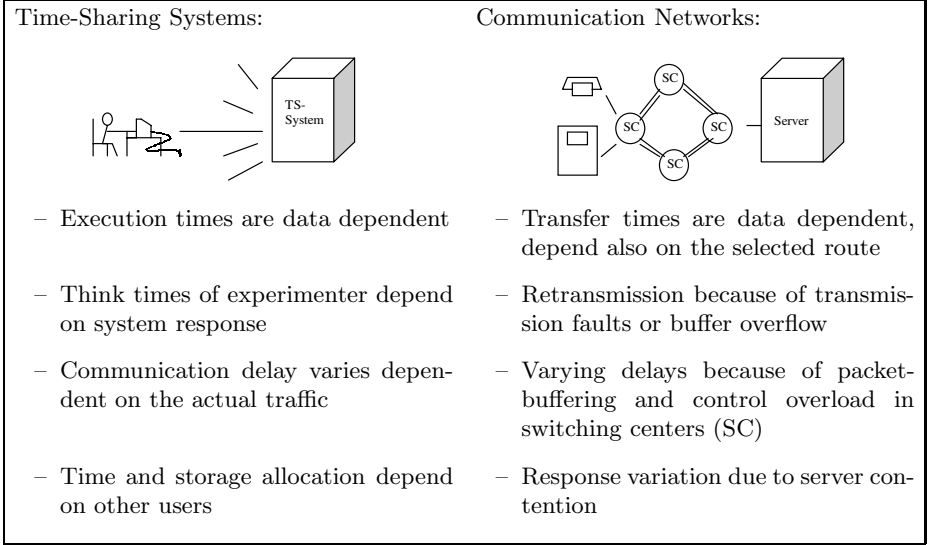 Time-Sharing Systems:
TS-
System
– Execution times are data dependent
– Think times of experimenter depend
on system response
– Communication delay varies depen-
dent on the actual traffic
– Time and storage allocation depend
on other users
Communication Networks:
SC
SC
SC
SC
Server
– Transfer times are data dependent,
depend also on the selected route
– Retransmission because of transmis-
sion faults or buffer overflow
– Varying delays because of packet-
buffering and control overload in
switching centers (SC)
– Response variation due to server con-
tention